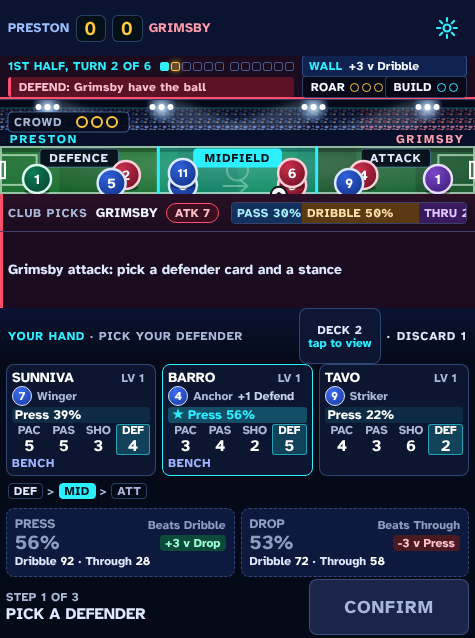 PRESTON 0 0 GRIMSBY
1ST HALF, TURN 2 OF 6
WALL +3 v Dribble
DEFEND: Grimsby have the ball
ROAR
BUILD
CROWD
PRESTON
GRIMSBY
DEFENCE
MIDFIELD
ATTACK
1 5 2 11 6 9 4 1
CLUB PICKS GRIMSBY ATK 7 PASS 30% DRIBBLE 50% THRU 2
Grimsby attack: pick a defender card and a stance
YOUR HAND · PICK YOUR DEFENDER
DECK 2
tap to view
· DISCARD 1
SUNNIVA LV 1
7 Winger
Press 39%
PAC PAS SHO DEF
5 5 3 4
BENCH
BARRO LV 1
4 Anchor +1 Defend
★ Press 56%
PAC PAS SHO DEF
3 4 2 5
BENCH
TAVO LV 1
9 Striker
Press 22%
PAC PAS SHO DEF
4 3 6 2
DEF > MID > ATT
PRESS Beats Dribble
56% +3 v Drop
Dribble 92 · Through 28
DROP Beats Through
53% -3 v Press
Dribble 72 · Through 58
STEP 1 OF 3
PICK A DEFENDER
CONFIRM